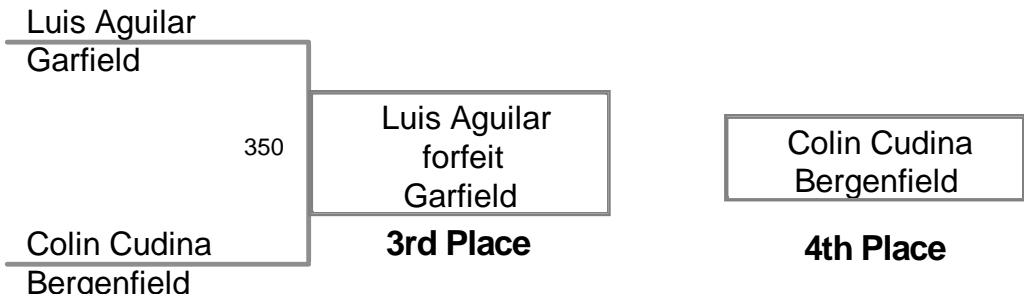 Luis Aguilar
Garfield
350
Luis Aguilar
forfeit
Garfield
3rd Place
Colin Cudina
Bergenfield
Colin Cudina
Bergenfield
4th Place